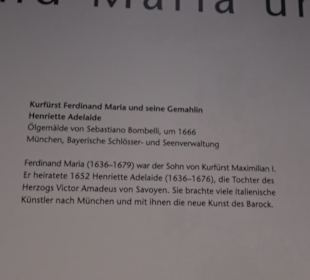 Maria
Kurfürst Ferdinand Maria und seine Gemahlin
Henriette Adelaide
Ölgemälde von Sebastiano Bombelli, um 1666
München, Bayerische Schlösser- und Seenverwaltung
Ferdinand Maria (1636–1679) war der Sohn von Kurfürst Maximilian I.
Er heiratete 1652 Henriette Adelaide (1636–1676), die Tochter des
Herzogs Victor Amadeus von Savoyen. Sie brachte viele Italienische
Künstler nach München und mit ihnen die neue Kunst des Barock.